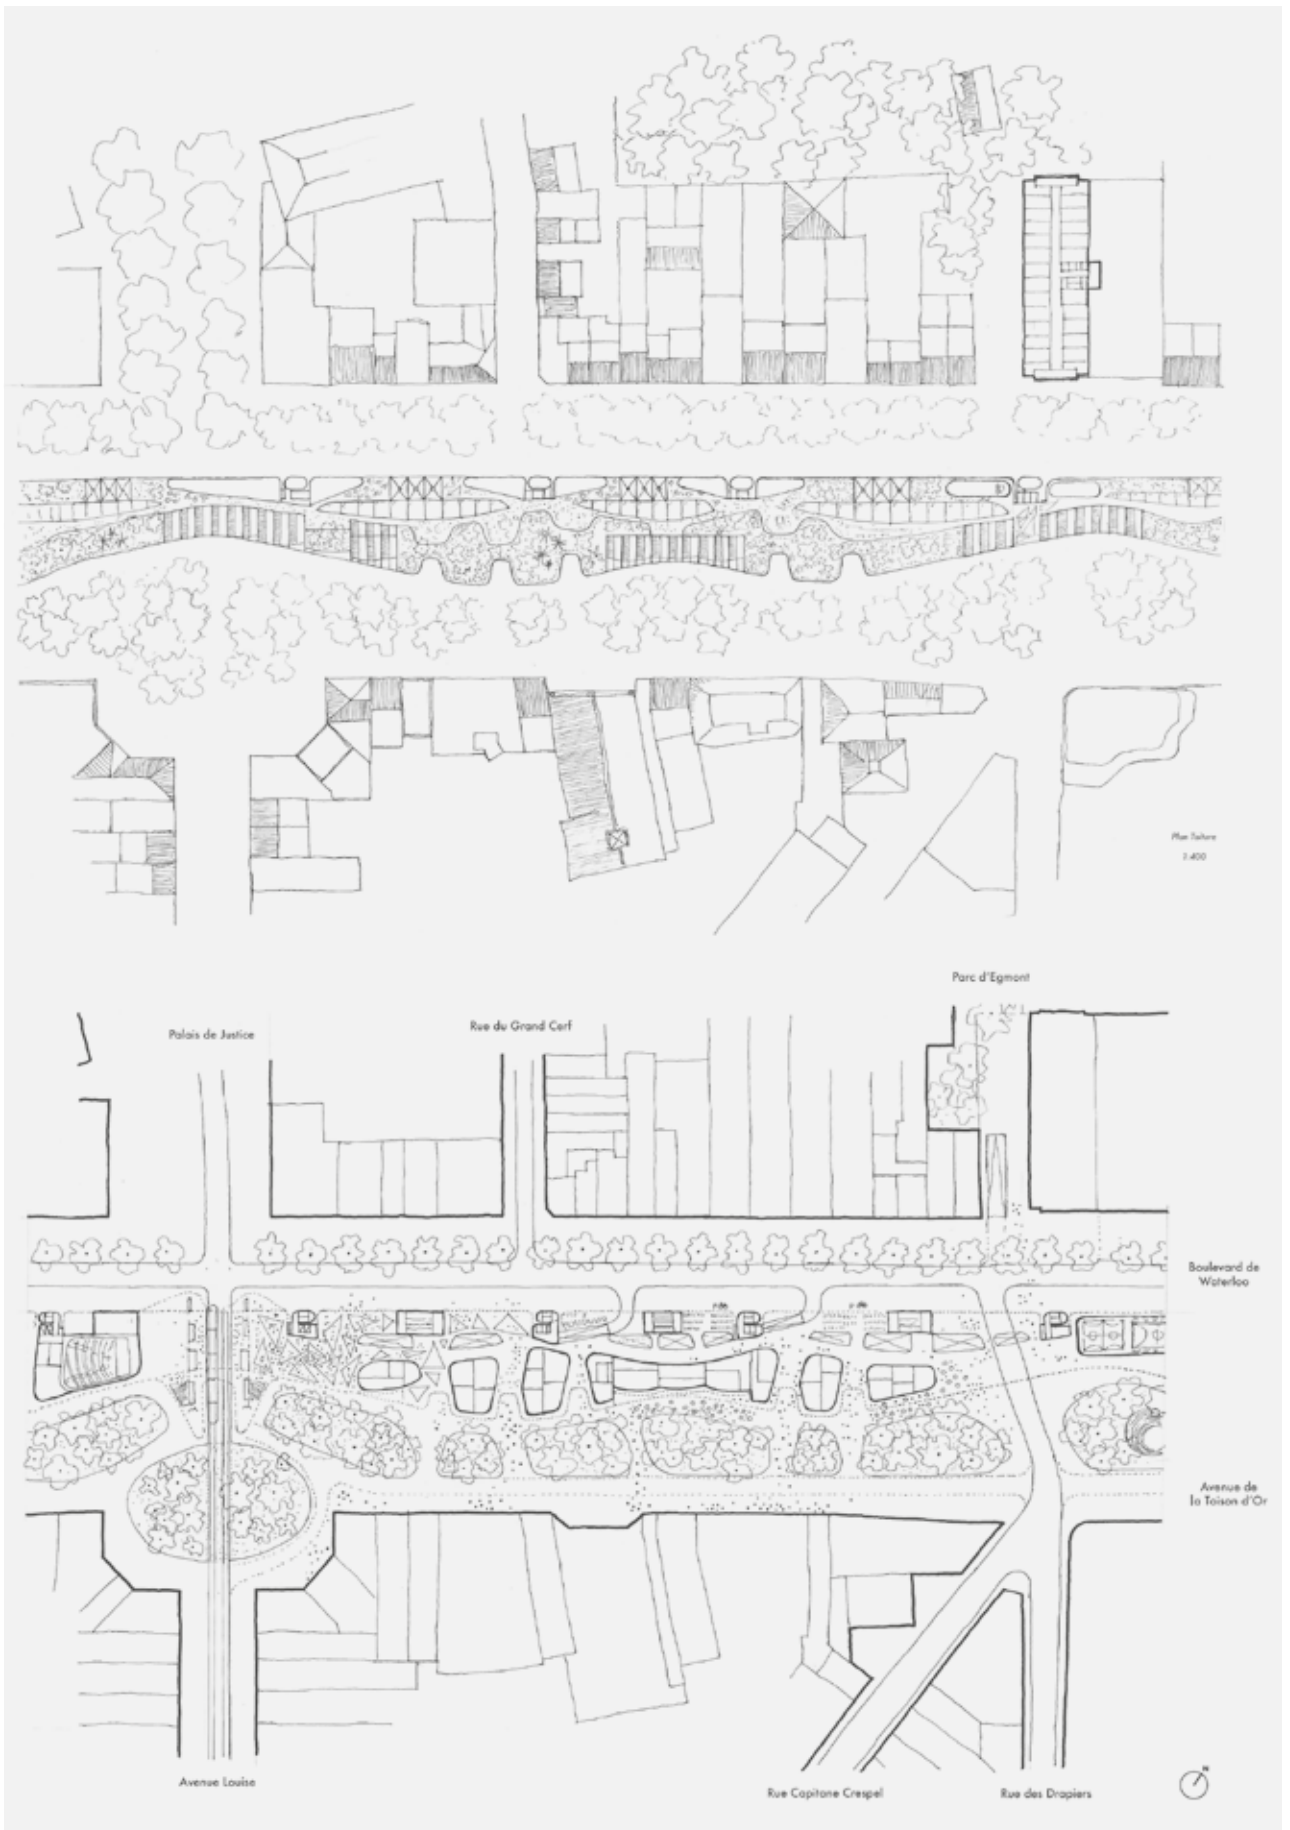 Plan Toiture
1:400
Parc d'Egmont
Palais de Justice
Rue du Grand Cerf
Boulevard de
Waterloo
Avenue de
la Toison d'Or
Avenue Louise
Rue Capitane Crespel
Rue des Drapiers
N